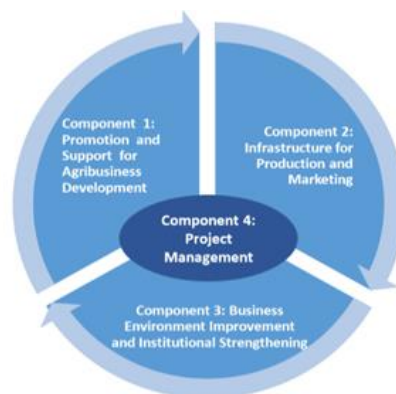 Component 1:
Promotion and
Support for
Agribusiness
Development
Component 2:
Infrastructure for
Production and
Marketing
Component 4:
Project
Management
Component 3: Business
Environment Improvement
and Institutional Strengthening